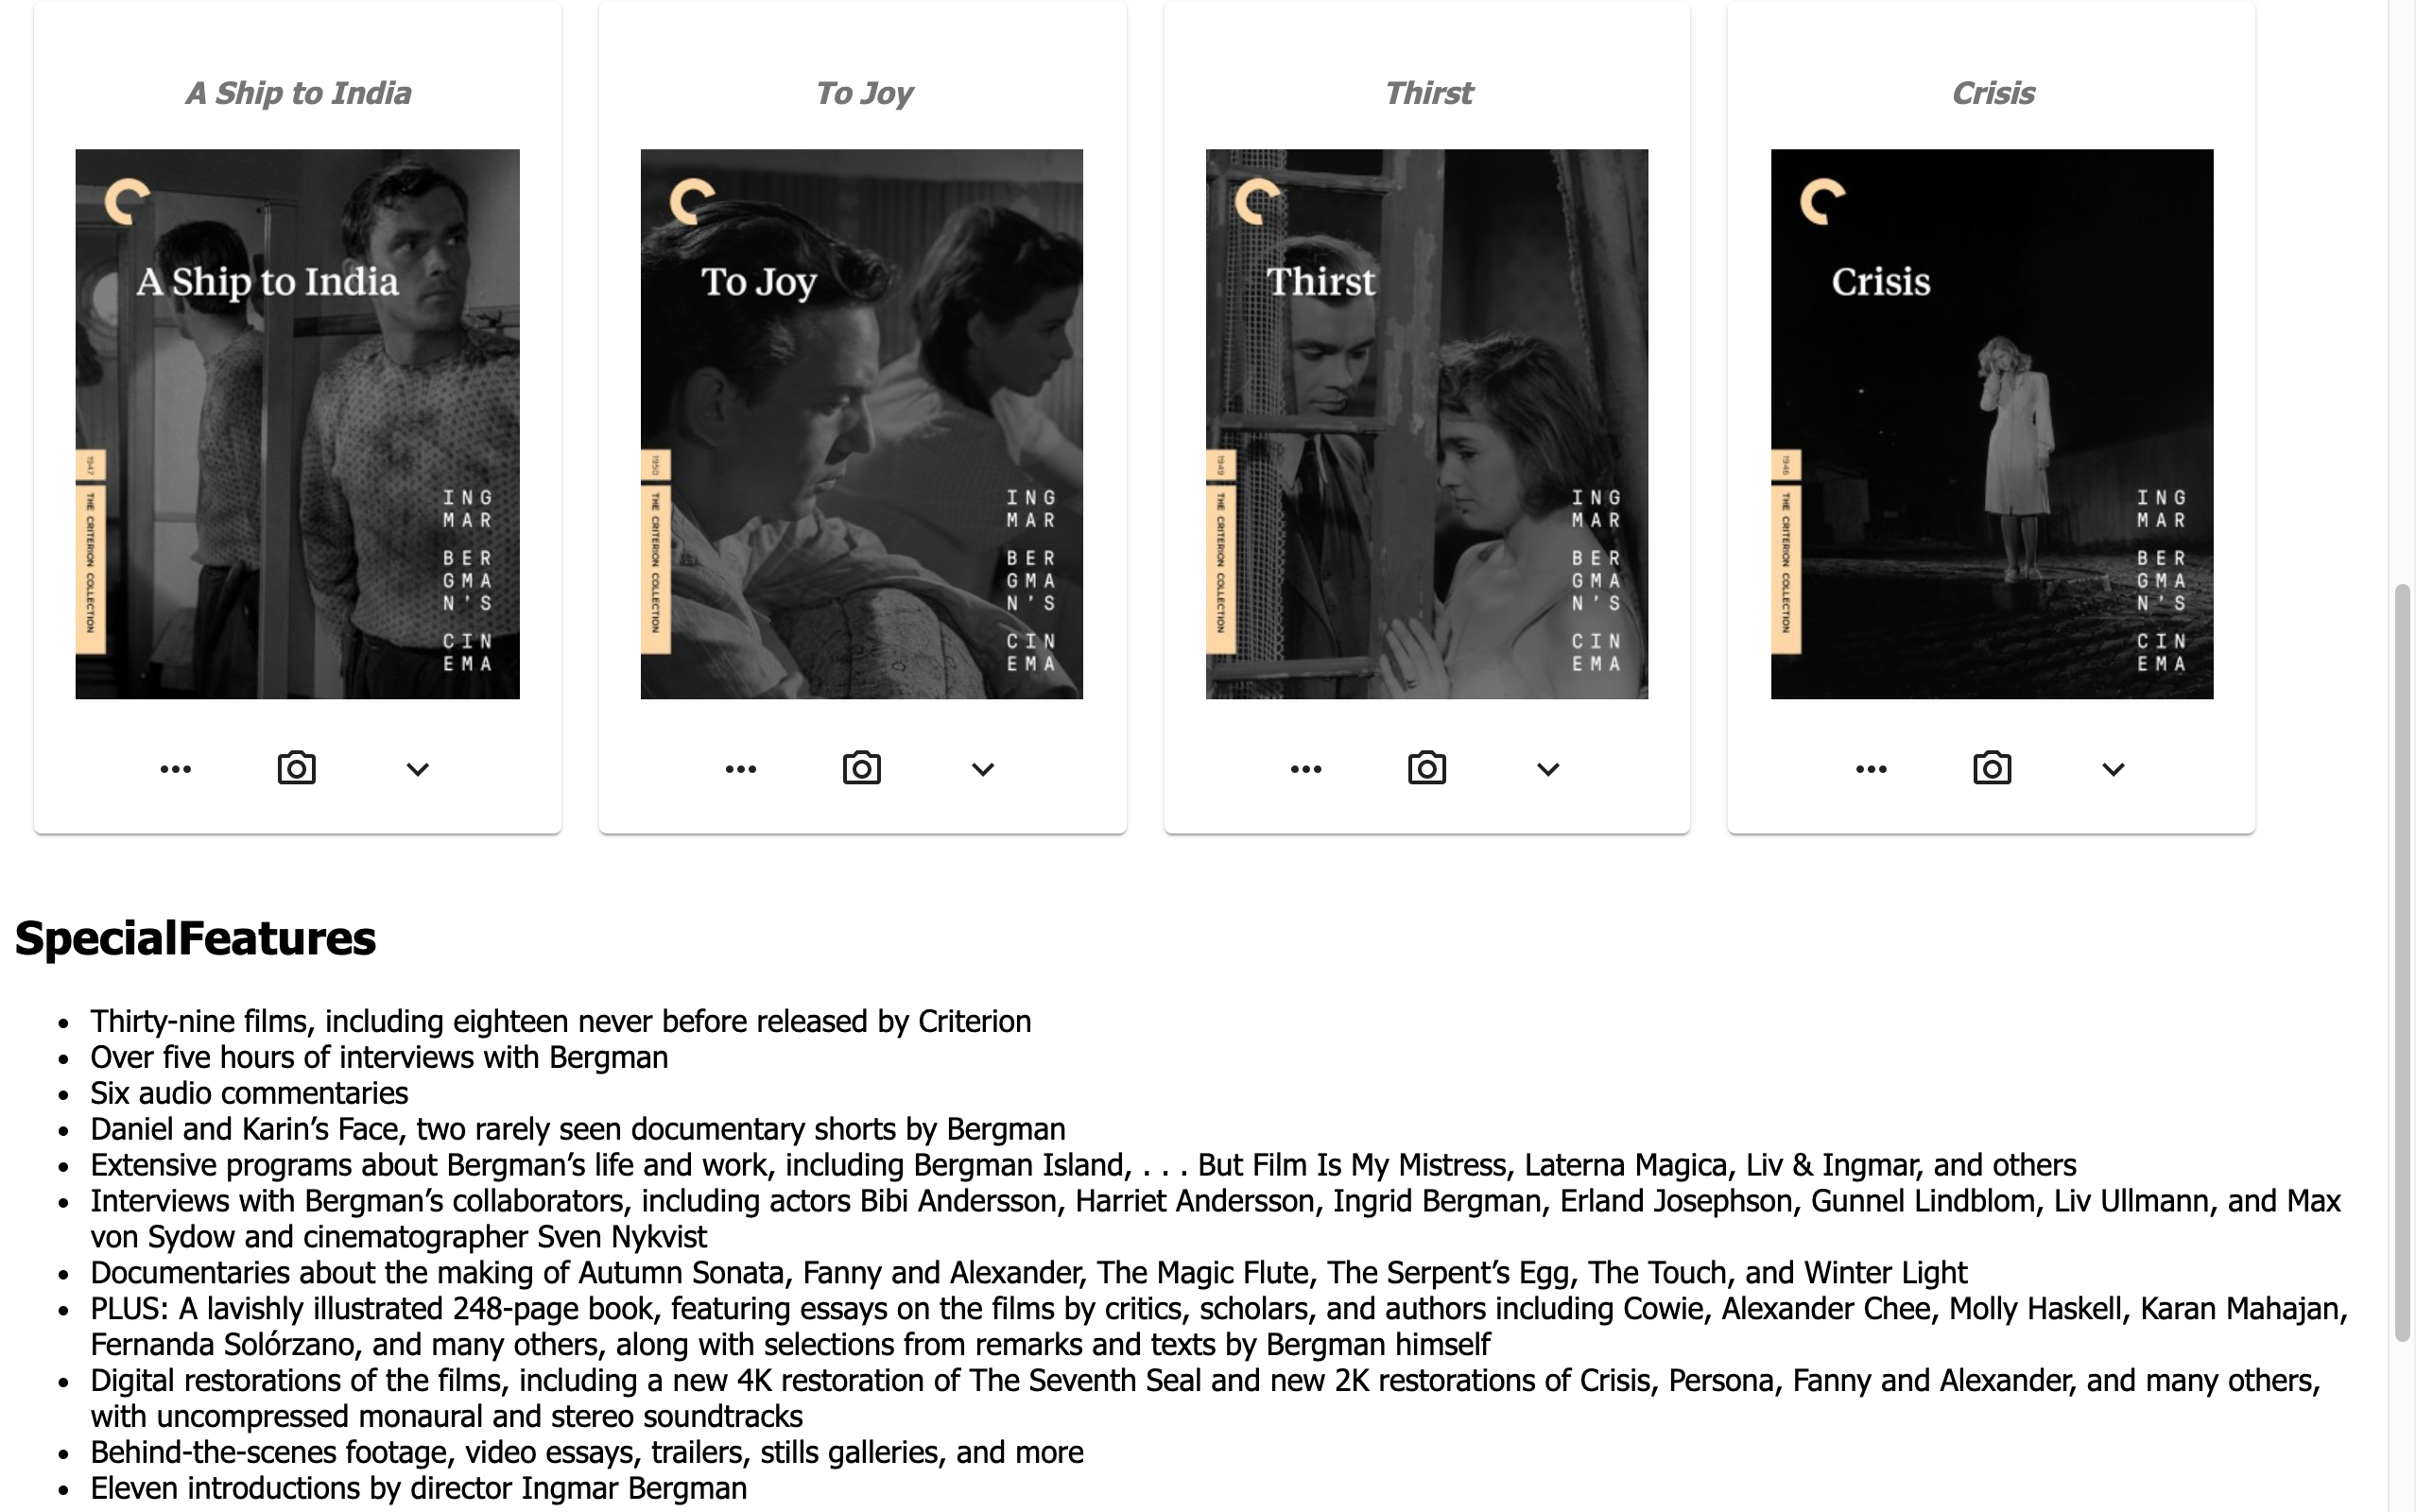 A Ship to India
To Joy
Thirst
Crisis
A Ship to India
1947
THE CRITERION COLLECTION
ING
MAR
BER
GMA
N'S
CIN
EMA
To Joy
1950
THE CRITERION COLLECTION
ING
MAR
BER
GMA
N'S
CIN
EMA
Thirst
1949
THE CRITERION COLLECTION
ING
MAR
BER
GMA
N'S
CIN
EMA
Crisis
1946
THE CRITERION COLLECTION
ING
MAR
BER
GMA
N'S
CIN
EMA
SpecialFeatures
• Thirty-nine films, including eighteen never before released by Criterion
• Over five hours of interviews with Bergman
• Six audio commentaries
• Daniel and Karin’s Face, two rarely seen documentary shorts by Bergman
• Extensive programs about Bergman’s life and work, including Bergman Island, . . . But Film Is My Mistress, Laterna Magica, Liv & Ingmar, and others
• Interviews with Bergman’s collaborators, including actors Bibi Andersson, Harriet Andersson, Ingrid Bergman, Erland Josephson, Gunnel Lindblom, Liv Ullmann, and Max
von Sydow and cinematographer Sven Nykvist
• Documentaries about the making of Autumn Sonata, Fanny and Alexander, The Magic Flute, The Serpent’s Egg, The Touch, and Winter Light
• PLUS: A lavishly illustrated 248-page book, featuring essays on the films by critics, scholars, and authors including Cowie, Alexander Chee, Molly Haskell, Karan Mahajan,
Fernanda Solórzano, and many others, along with selections from remarks and texts by Bergman himself
• Digital restorations of the films, including a new 4K restoration of The Seventh Seal and new 2K restorations of Crisis, Persona, Fanny and Alexander, and many others,
with uncompressed monaural and stereo soundtracks
• Behind-the-scenes footage, video essays, trailers, stills galleries, and more
• Eleven introductions by director Ingmar Bergman